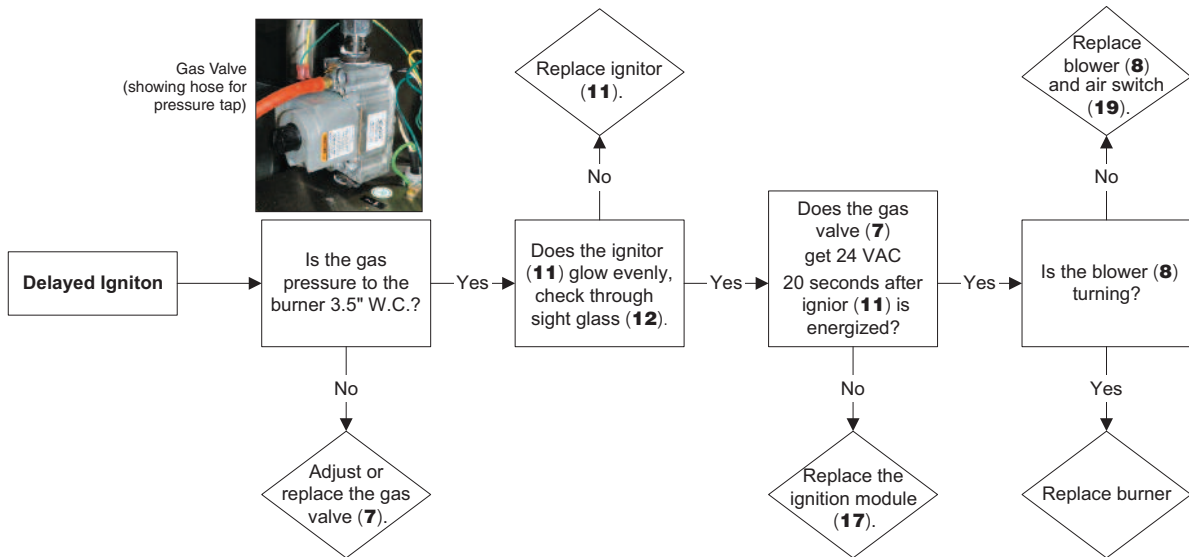 Gas Valve
(showing hose for
pressure tap)
Replace ignitor
(11).
Replace
blower (8)
and air switch
(19).
No
No
Delayed Igniton
Is the gas
pressure to the
burner 3.5" W.C.?
Yes
Does the ignitor
(11) glow evenly,
check through
sight glass (12).
Yes
Does the gas
valve (7)
get 24 VAC
20 seconds after
ignior (11) is
energized?
Yes
Is the blower (8)
turning?
No
No
Yes
Adjust or
replace the gas
valve (7).
Replace the
ignition module
(17).
Replace burner